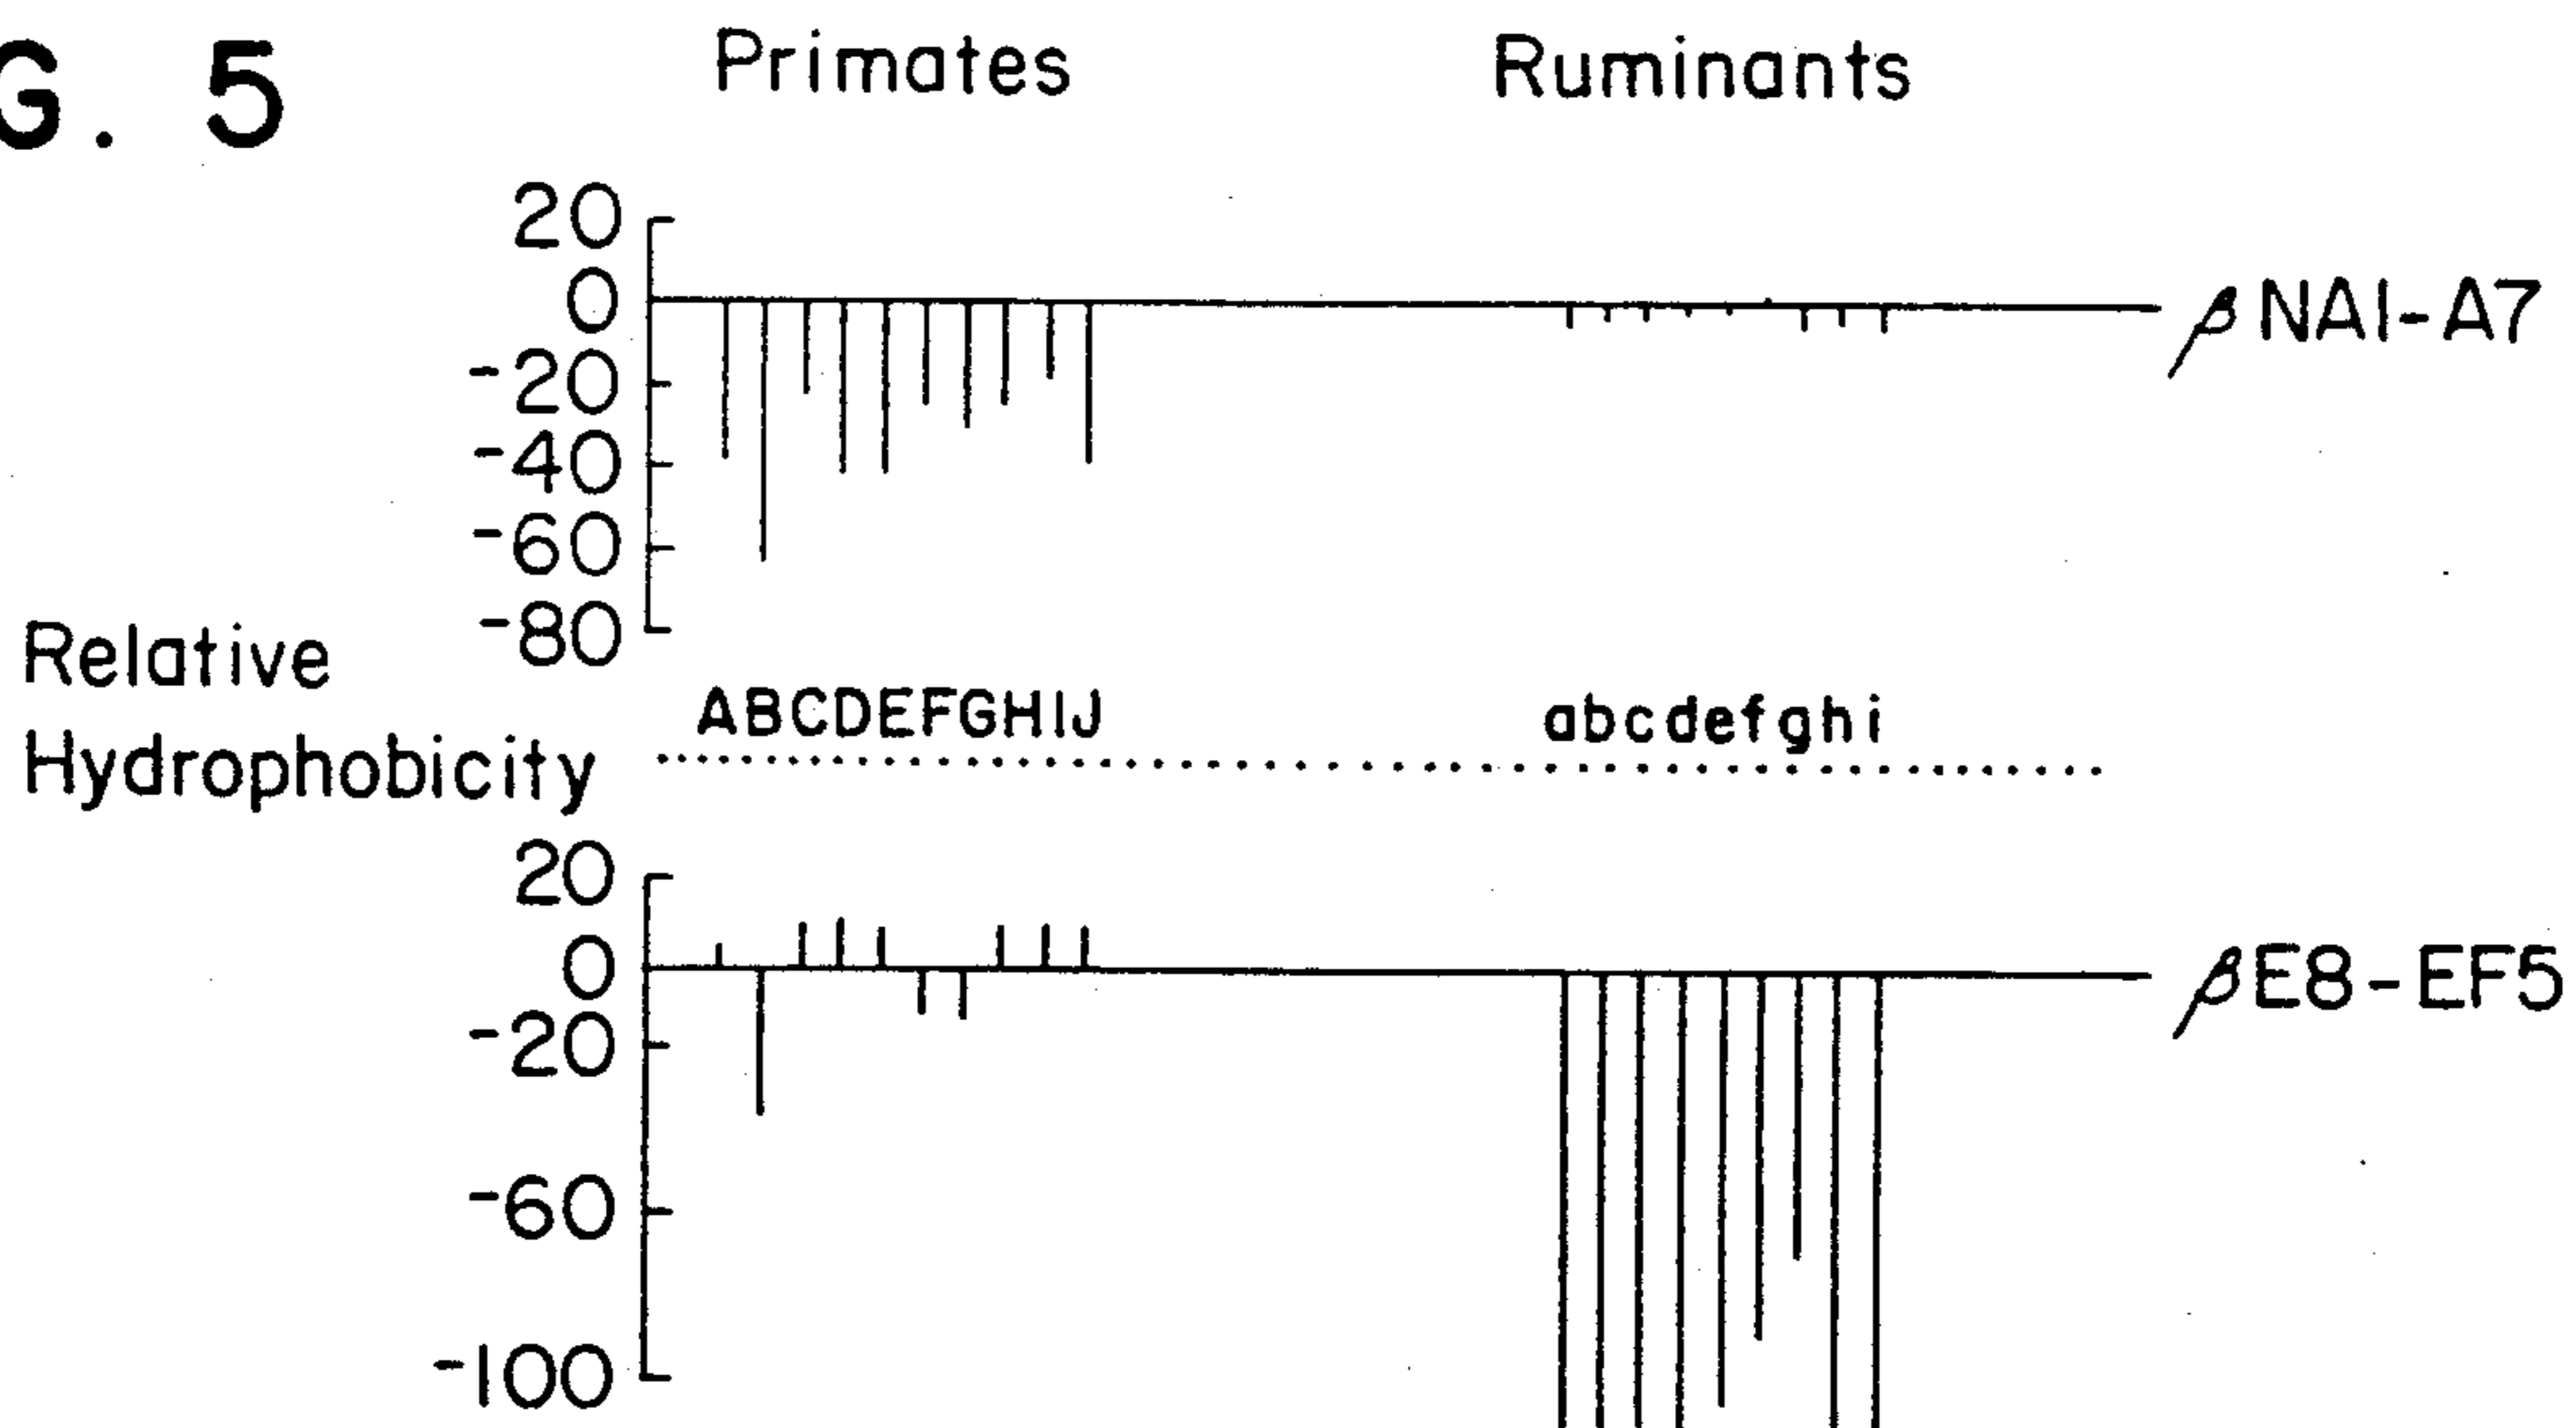 G. 5
Primates
Ruminants
20
0
-20
-40
-60
-80
β NA1-A7
Relative
Hydrophobicity
ABCDEFGHIJ
abcdefghi
20
0
-20
-60
-100
βE8-EF5